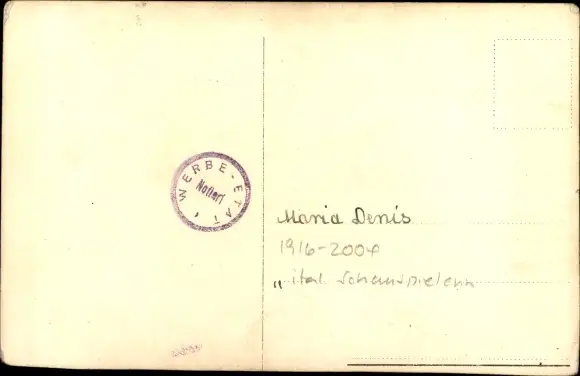 WERBE-ETAT
Notiert
Maria Denis
1916-2004
" ital. Schauspielerin